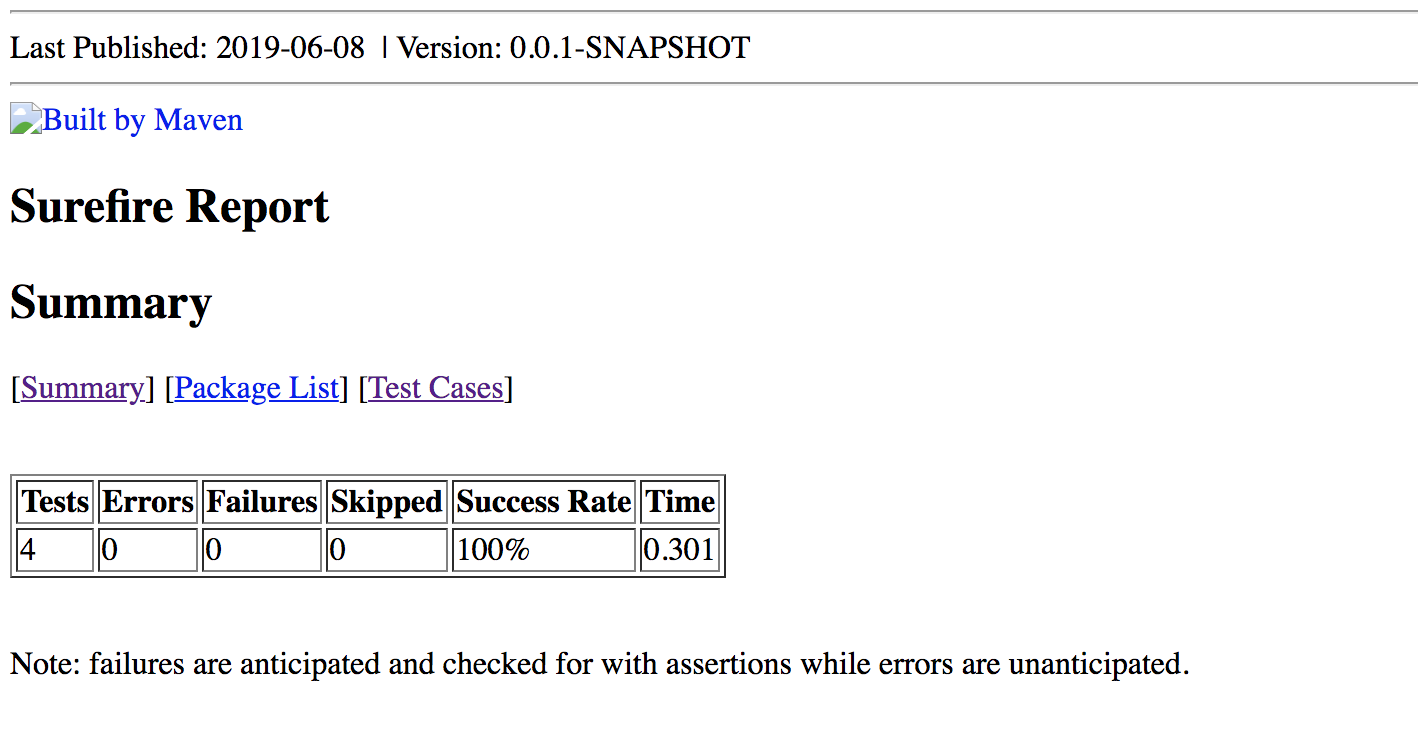 Last Published: 2019-06-08 | Version: 0.0.1-SNAPSHOT
Built by Maven
Surefire Report
Summary
[Summary] [Package List] [Test Cases]
Tests Errors Failures Skipped Success Rate Time
4 0 0 0 100% 0.301
Note: failures are anticipated and checked for with assertions while errors are unanticipated.